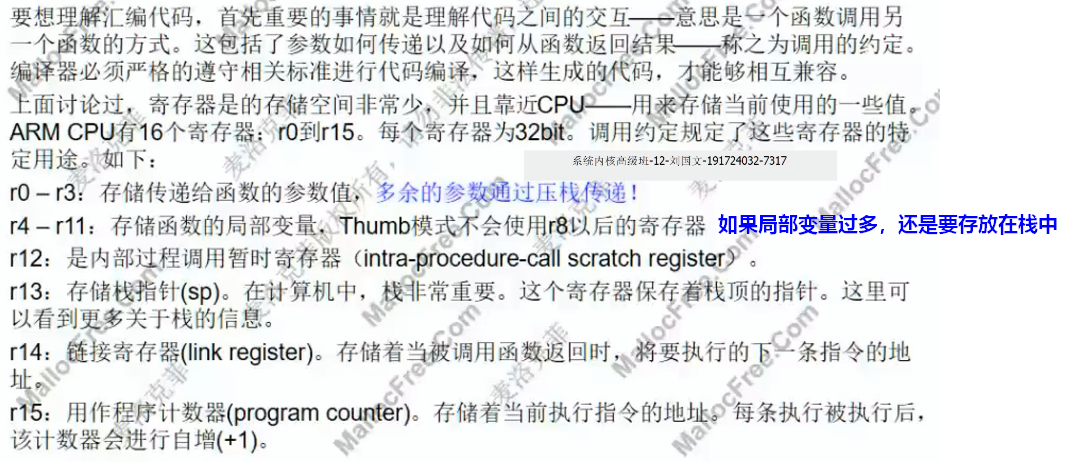 要想理解汇编代码，首先重要的事情就是理解代码之间的交互——意思是一个函数调用另
一个函数的方式。这包括了参数如何传递以及如何从函数返回结果——称之为调用的约定。
编译器必须严格的遵守相关标准进行代码编译，这样生成的代码，才能够相互兼容。
上面讨论过，寄存器是的存储空间非常少，并且靠近CPU——用来存储当前使用的一些值。
ARM CPU有16个寄存器：r0到r15。每个寄存器为32bit。调用约定规定了这些寄存器的特
定用途。如下：
系统内核高级班-12-刘国文-191724032-7317
r0 – r3：存储传递给函数的参数值，多余的参数通过压栈传递！
r4 – r11：存储函数的局部变量，Thumb模式不会使用r8以后的寄存器 如果局部变量过多，还是要存放在栈中
r12：是内部过程调用暂时寄存器（intra-procedure-call scratch register）。
r13：存储栈指针(sp)。在计算机中，栈非常重要。这个寄存器保存着栈顶的指针。这里可
以看到更多关于栈的信息。
r14：链接寄存器(link register)。存储着当被调用函数返回时，将要执行的下一条指令的地
址。
r15：用作程序计数器(program counter)。存储着当前执行指令的地址。每条执行被执行后，
该计数器会进行自增(+1)。
MallocFree.Com
麦洛克菲